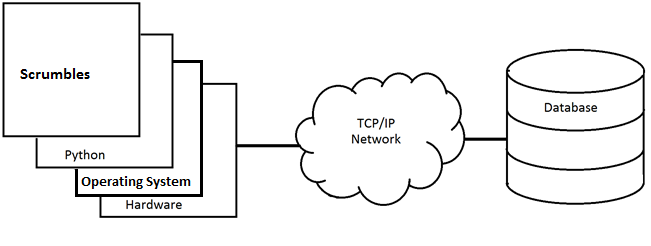 Scrumbles
Python
Operating System
Hardware
TCP/IP
Network
Database